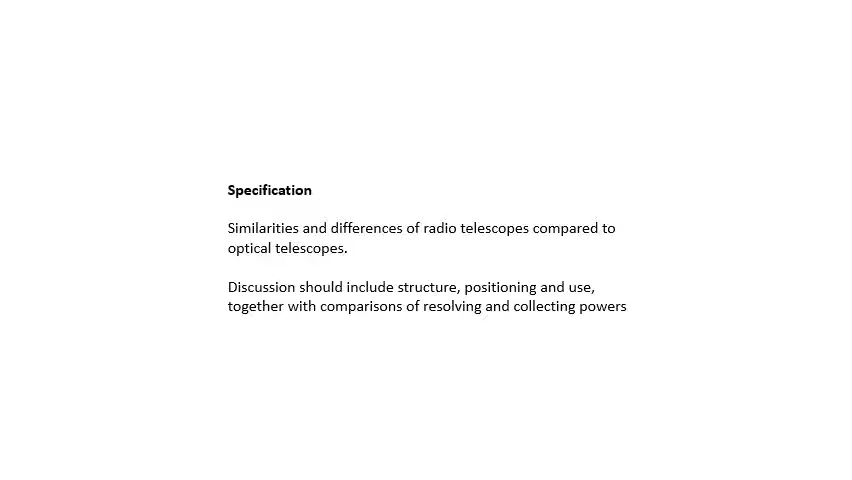 Specification
Similarities and differences of radio telescopes compared to
optical telescopes.
Discussion should include structure, positioning and use,
together with comparisons of resolving and collecting powers